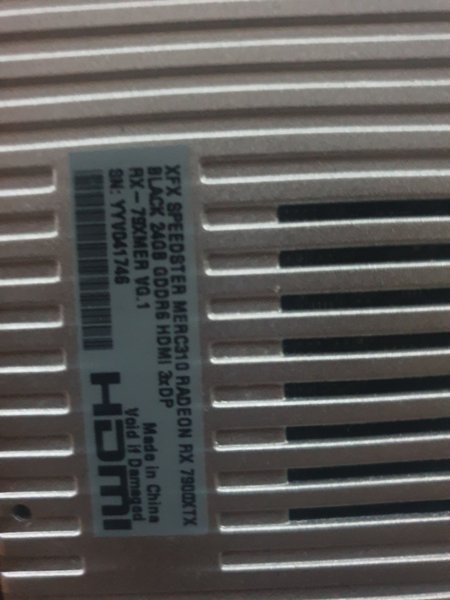 XFX SPEEDSTER MERC310 RADEON RX 7900XTX
BLACK 24GB GDDR6 HDMI 3xDP
RX-79XMER V0.1
SN: YYV041746
Made in China
Void if Damaged
HDMI